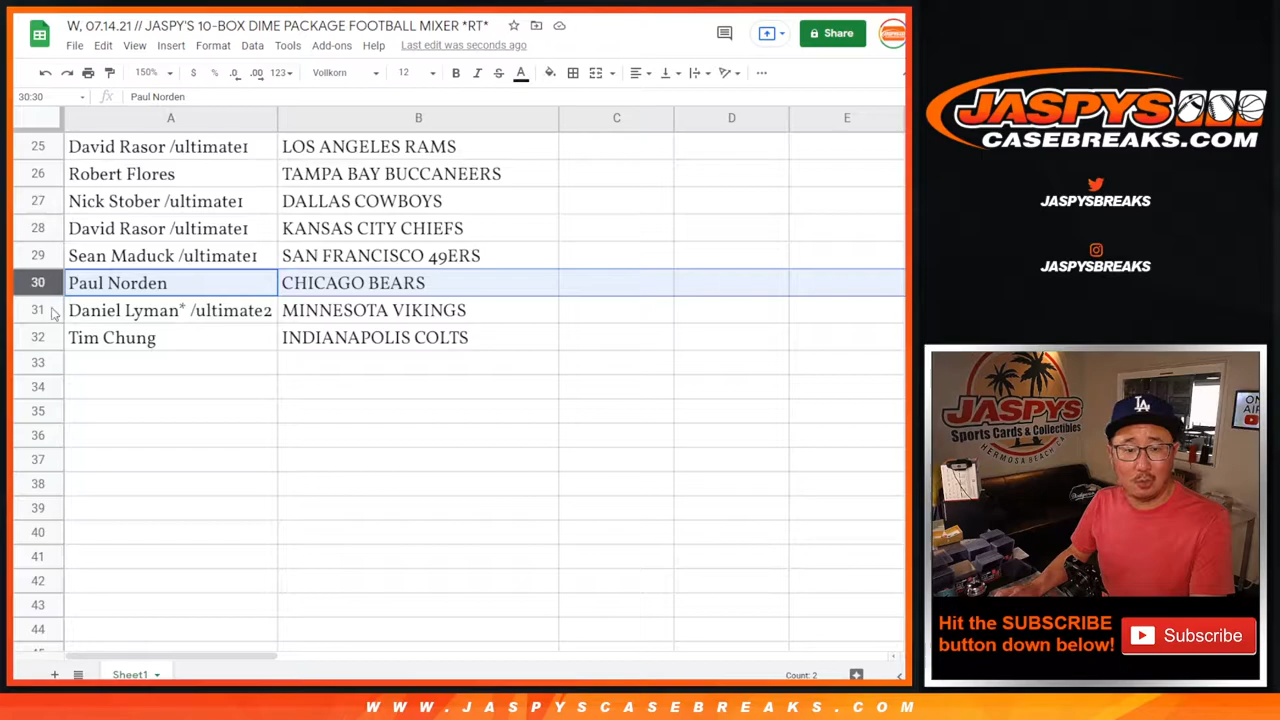 W, 07.14.21 // JASPY'S 10-BOX DIME PACKAGE FOOTBALL MIXER *RT*
File Edit View Insert Format Data Tools Add-ons Help Last edit was seconds ago
Share
150% $ % .0 .00 123 Vollkorn 12 B I S A
30:30 fx Paul Norden
A B C D E
25 David Rasor /ultimate1 LOS ANGELES RAMS
26 Robert Flores TAMPA BAY BUCCANEERS
27 Nick Stober /ultimate1 DALLAS COWBOYS
28 David Rasor /ultimate1 KANSAS CITY CHIEFS
29 Sean Maduck /ultimate1 SAN FRANCISCO 49ERS
30 Paul Norden CHICAGO BEARS
31 Daniel Lyman* /ultimate2 MINNESOTA VIKINGS
32 Tim Chung INDIANAPOLIS COLTS
33
34
35
36
37
38
39
40
41
42
43
44
Sheet1
Count: 2
JASPYS
CASEBREAKS.COM
JASPYSBREAKS
JASPYSBREAKS
JASPYS
Sports Cards & Collectibles
HERMOSA BEACH CA
LA
ON
AIR
Hit the SUBSCRIBE
button down below!
Subscribe
WWW.JASPYSCASEBREAKS.COM